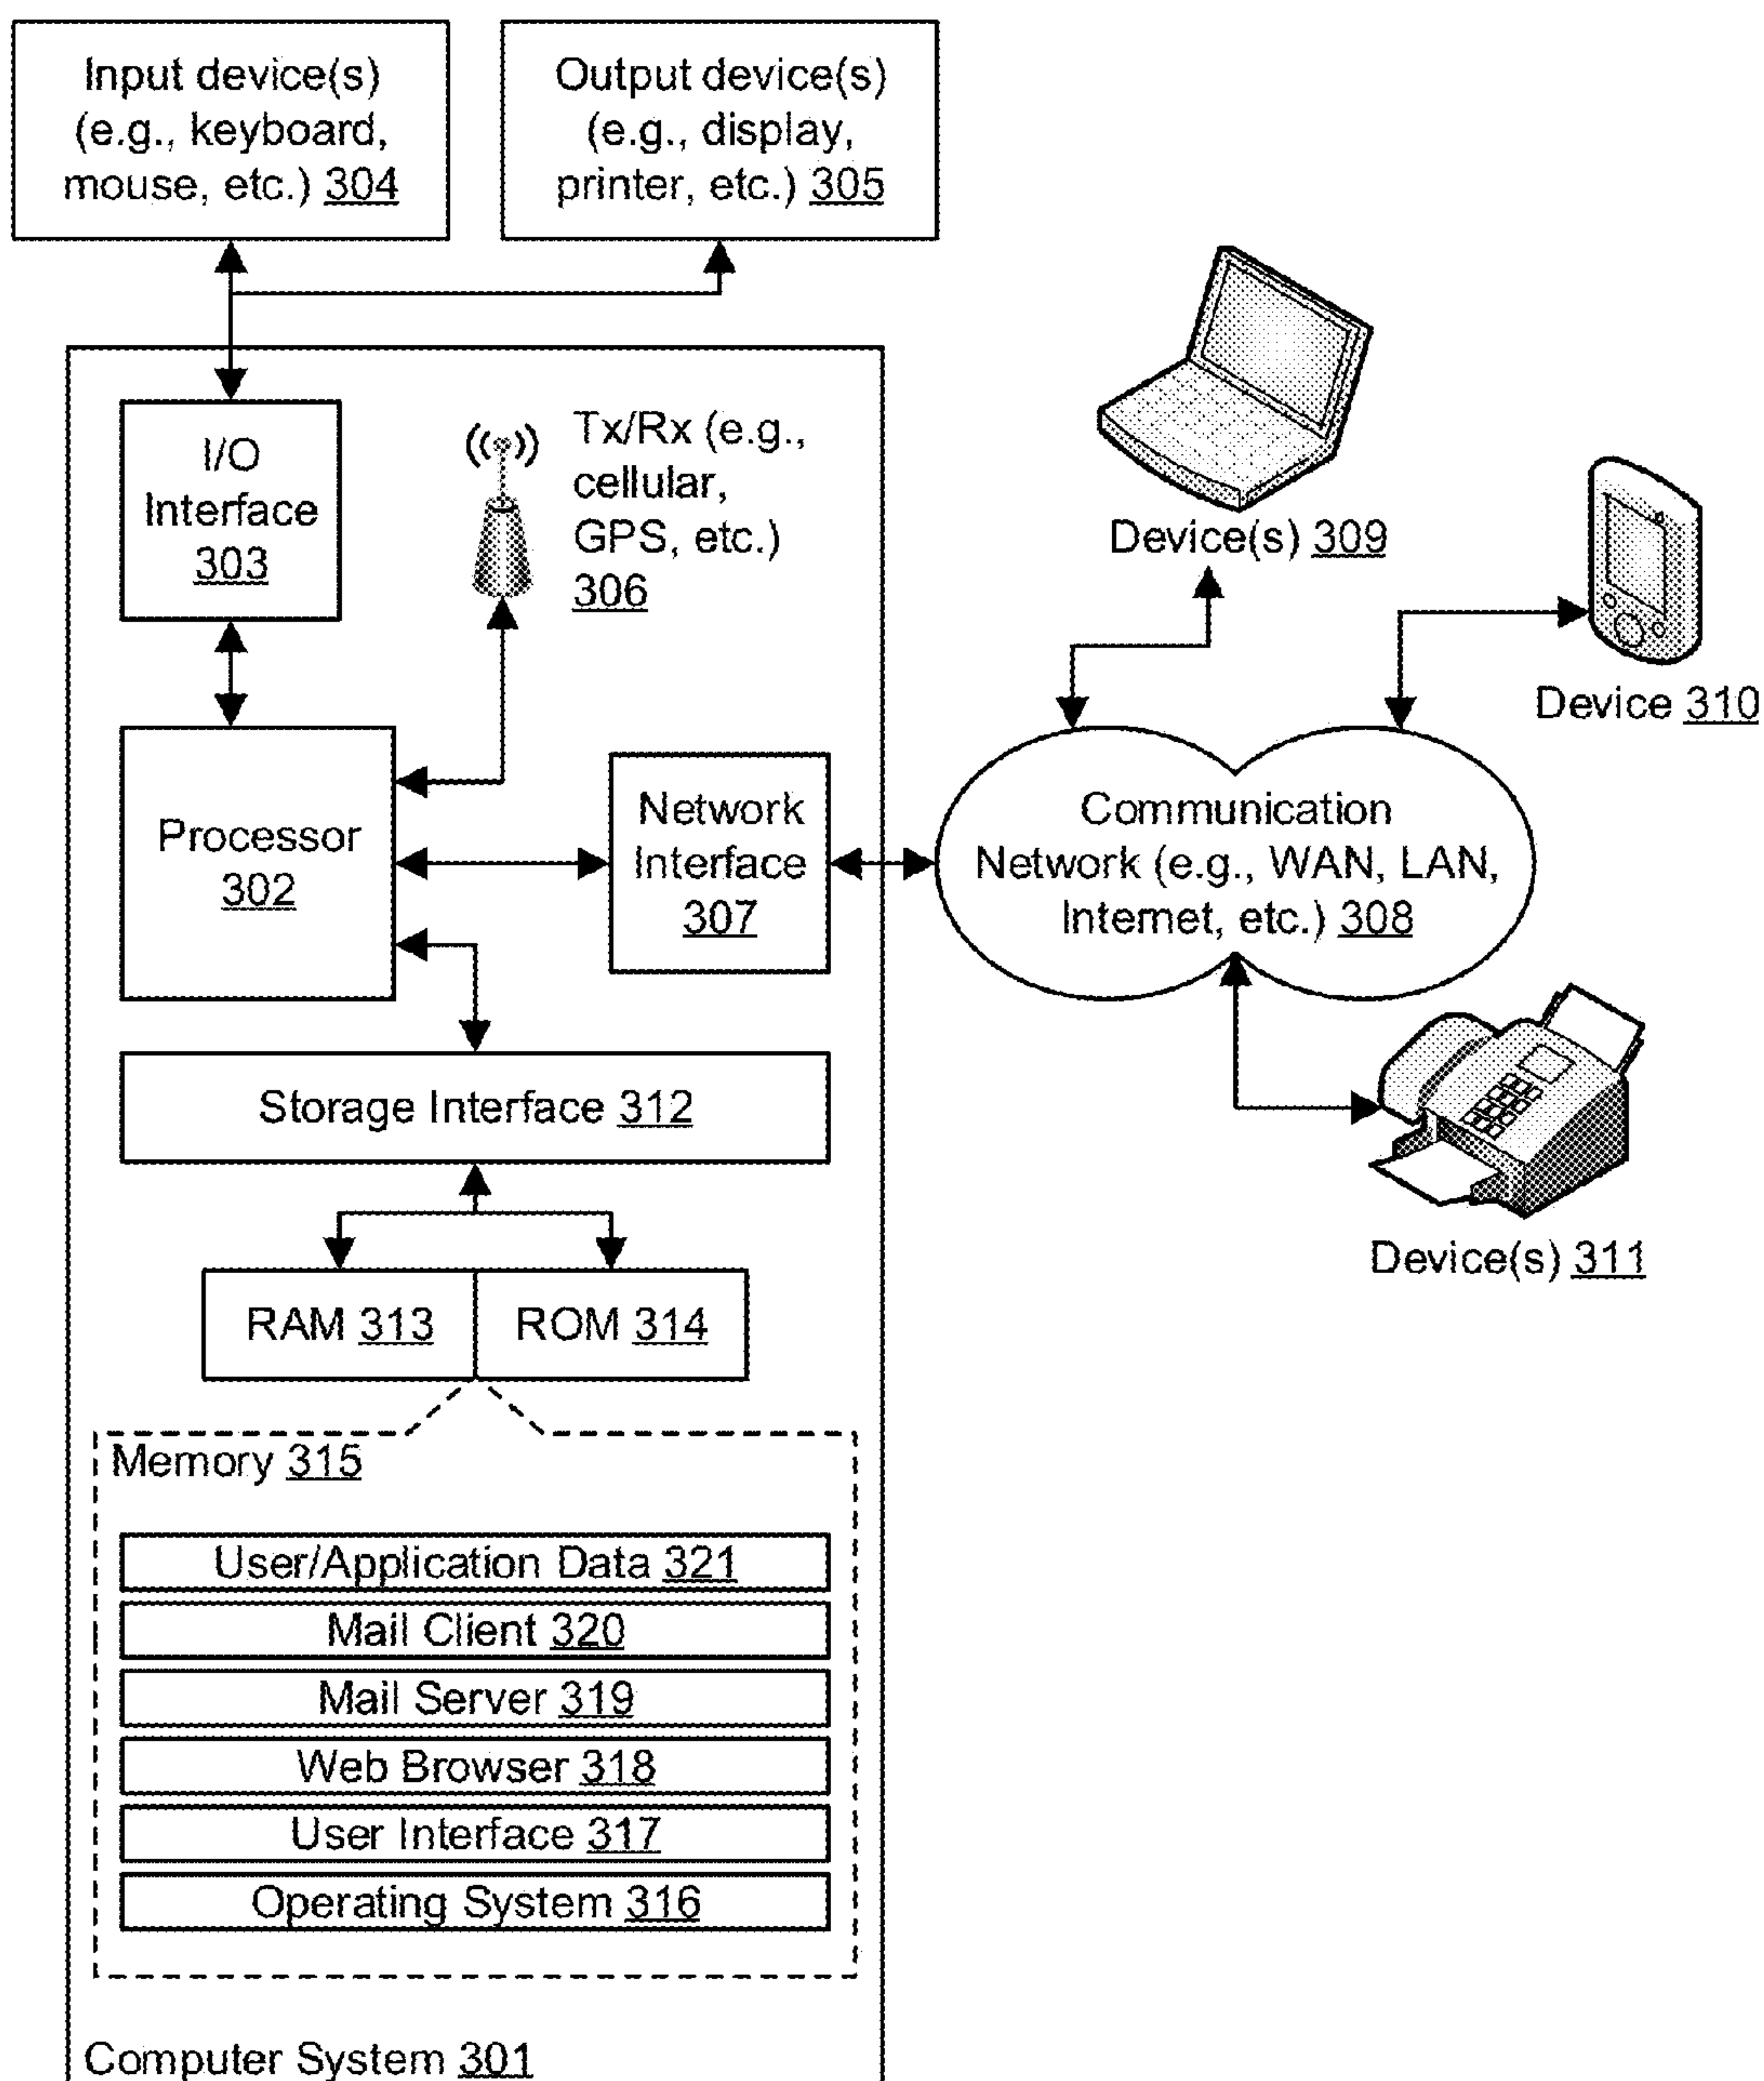 Input device(s)
(e.g., keyboard,
mouse, etc.) 304
Output device(s)
(e.g., display,
printer, etc.) 305
I/O
Interface
303
Tx/Rx (e.g.,
cellular,
GPS, etc.)
306
Device(s) 309
Device 310
Processor
302
Network
Interface
307
Communication
Network (e.g., WAN, LAN,
Internet, etc.) 308
Storage Interface 312
Device(s) 311
RAM 313
ROM 314
Memory 315
User/Application Data 321
Mail Client 320
Mail Server 319
Web Browser 318
User Interface 317
Operating System 316
Computer System 301